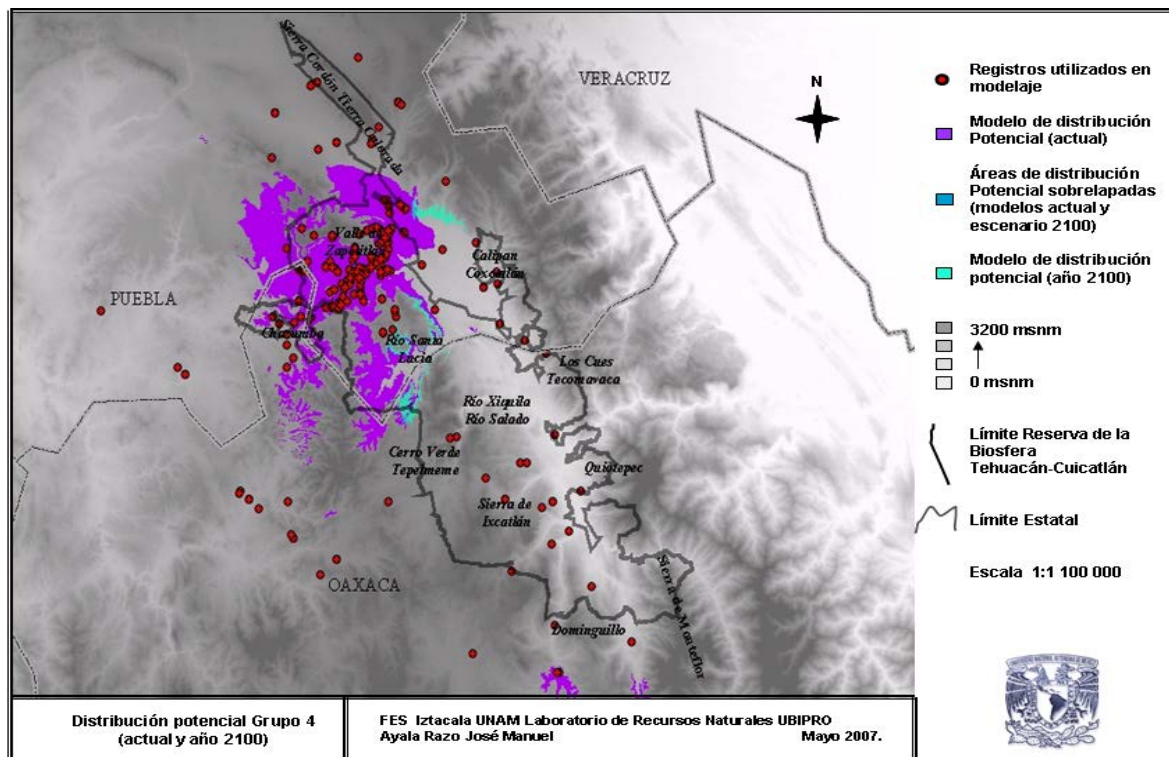 Sierra Cordón Tierra Colorada
VERACRUZ
N
Valle de
Zapotitlán
Calipan
Coxcatlán
PUEBLA
Chazumba
Río Santa
Lucía
Los Cues
Tecomavaca
Río Xiquila
Río Salado
Cerro Verde
Tepelmeme
Quiotepec
Sierra de
Ixcatlán
OAXACA
Sierra de Monteflor
Dominguillo
Registros utilizados en
modelaje
Modelo de distribución
Potencial (actual)
Áreas de distribución
Potencial sobrelapadas
(modelos actual y
escenario 2100)
Modelo de distribución
potencial (año 2100)
3200 msnm
0 msnm
Límite Reserva de la
Biosfera
Tehuacán-Cuicatlán
Límite Estatal
Escala 1:1 100 000
Distribución potencial Grupo 4
(actual y año 2100)
FES Iztacala UNAM Laboratorio de Recursos Naturales UBIPRO
Ayala Razo José Manuel Mayo 2007.